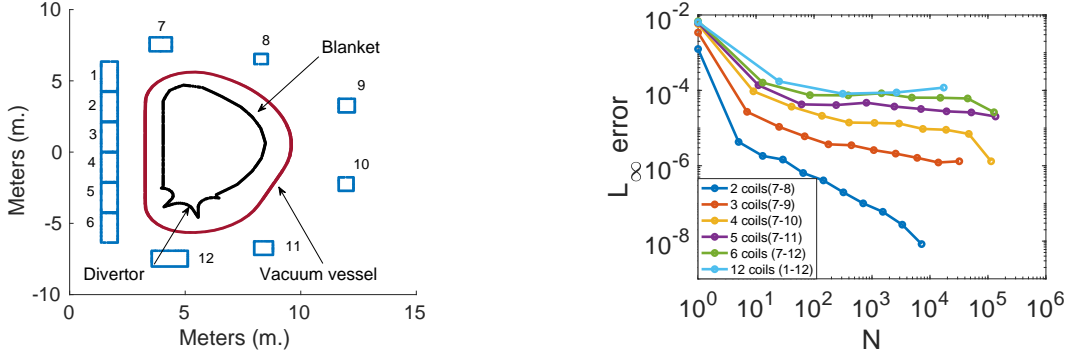 10
5
0
-5
-10
Meters (m.)
0
5
10
15
Meters (m.)
7
8
Blanket
1
2
3
4
5
6
9
10
11
12
Divertor
Vacuum vessel
10^-2
10^-4
10^-6
10^-8
L∞ error
2 coils(7-8)
3 coils(7-9)
4 coils(7-10)
5 coils(7-11)
6 coils (7-12)
12 coils (1-12)
10^0
10^1
10^2
10^3
10^4
10^5
10^6
N